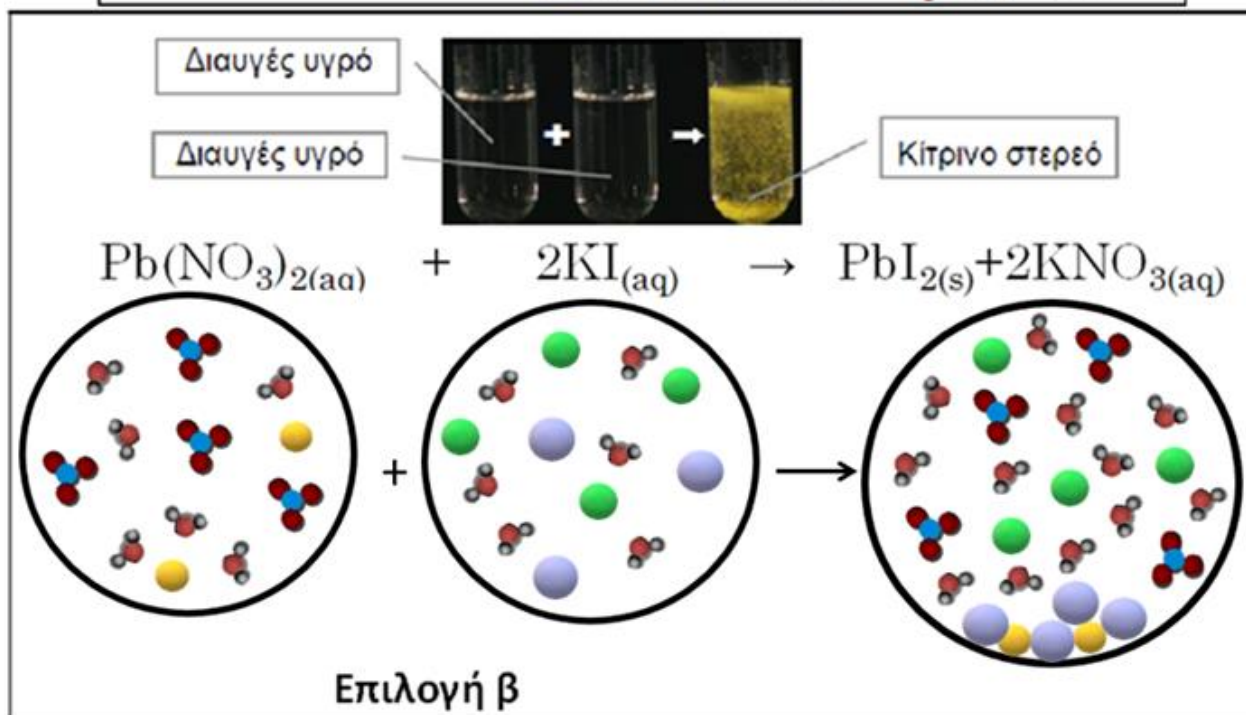 Διαυγές υγρό
+
→
Διαυγές υγρό
Κίτρινο στερεό
Pb(NO₃)₂₍ₐq₎ + 2KI₍ₐq₎ → PbI₂₍ₛ₎+2KNO₃₍ₐq₎
+
Επιλογή β